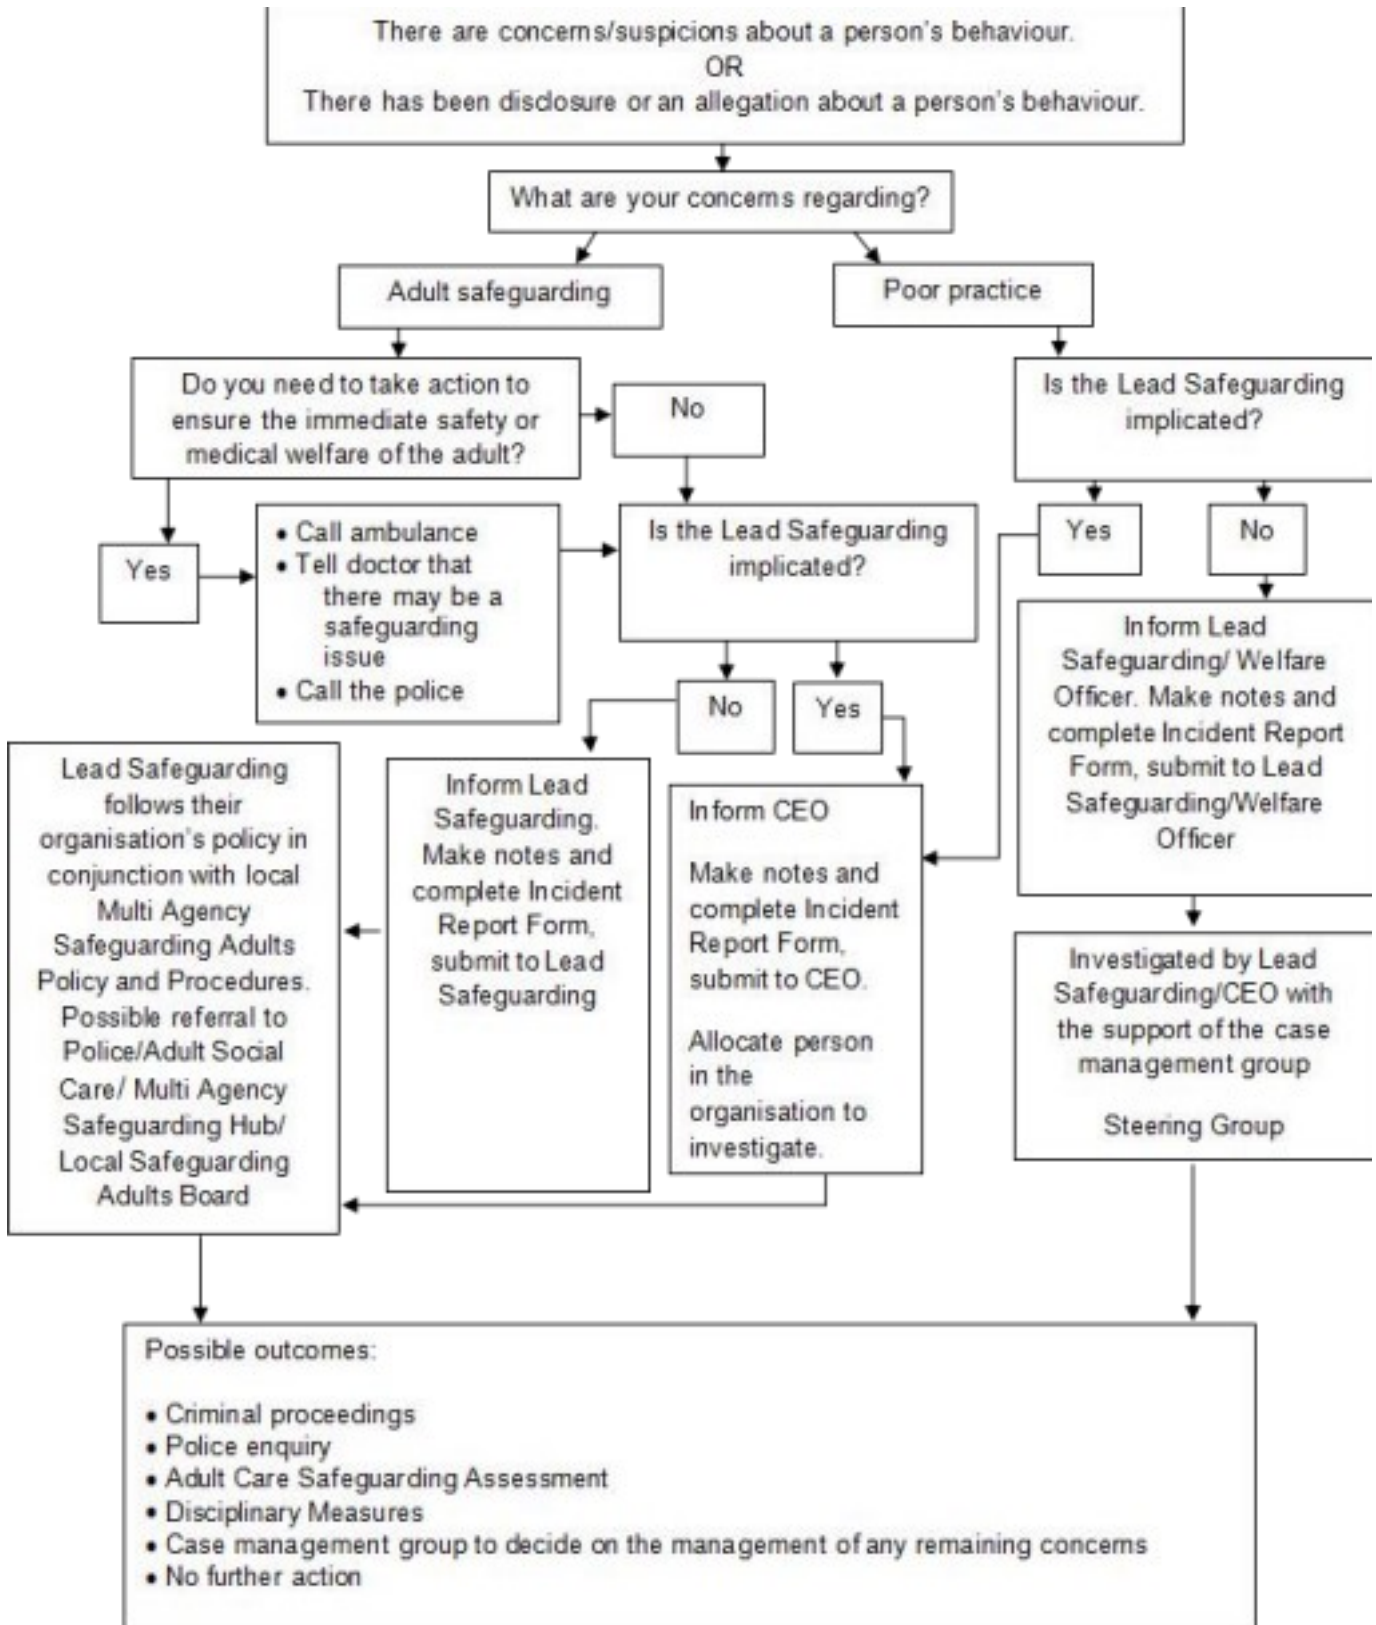 There are concerns/suspicions about a person's behaviour.
OR
There has been disclosure or an allegation about a person's behaviour.
What are your concerns regarding?
Adult safeguarding
Poor practice
Do you need to take action to
ensure the immediate safety or
medical welfare of the adult?
No
Is the Lead Safeguarding
implicated?
Yes
• Call ambulance
• Tell doctor that
there may be a
safeguarding
issue
• Call the police
Is the Lead Safeguarding
implicated?
Yes
No
No
Yes
Inform Lead
Safeguarding/ Welfare
Officer. Make notes and
complete Incident Report
Form, submit to Lead
Safeguarding/Welfare
Officer
Lead Safeguarding
follows their
organisation's policy in
conjunction with local
Multi Agency
Safeguarding Adults
Policy and Procedures.
Possible referral to
Police/Adult Social
Care/ Multi Agency
Safeguarding Hub/
Local Safeguarding
Adults Board
Inform Lead
Safeguarding.
Make notes and
complete Incident
Report Form,
submit to Lead
Safeguarding
Inform CEO
Make notes and
complete Incident
Report Form,
submit to CEO.
Allocate person
in the
organisation to
investigate.
Investigated by Lead
Safeguarding/CEO with
the support of the case
management group
Steering Group
Possible outcomes:
• Criminal proceedings
• Police enquiry
• Adult Care Safeguarding Assessment
• Disciplinary Measures
• Case management group to decide on the management of any remaining concerns
• No further action